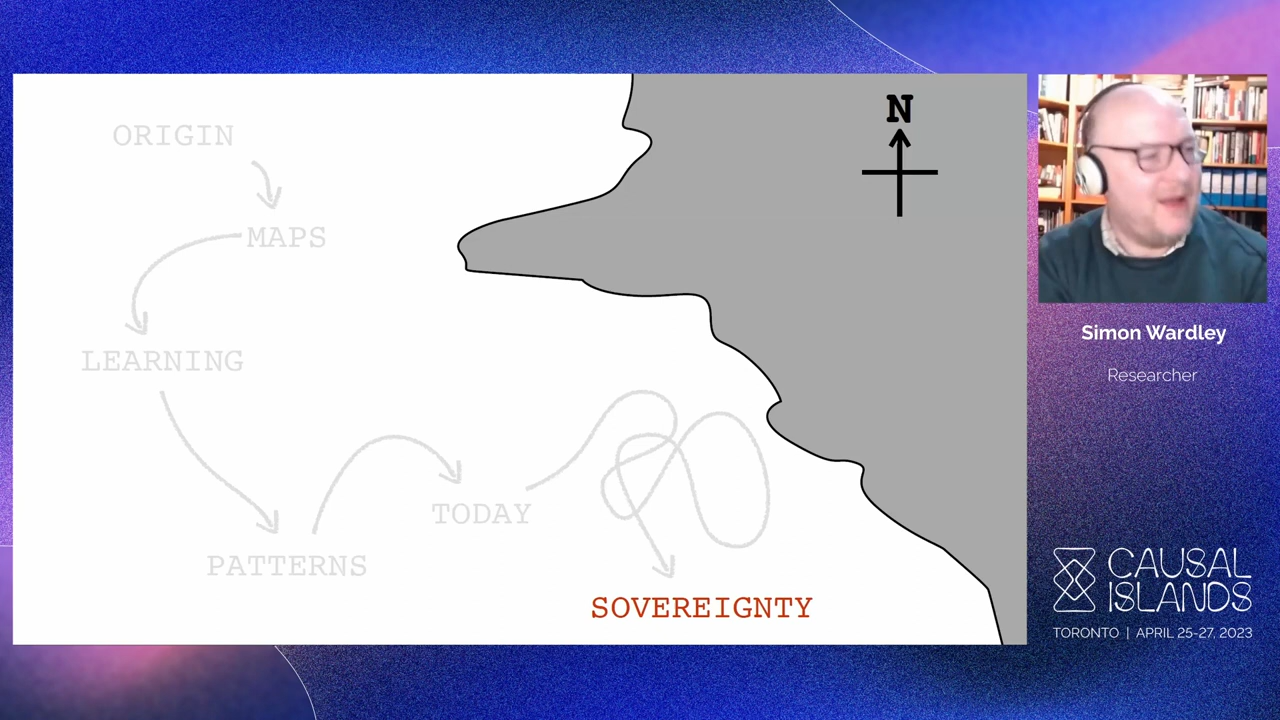 ORIGIN
MAPS
LEARNING
PATTERNS
TODAY
SOVEREIGNTY
N
Simon Wardley
Researcher
CAUSAL
ISLANDS
TORONTO | APRIL 25-27, 2023